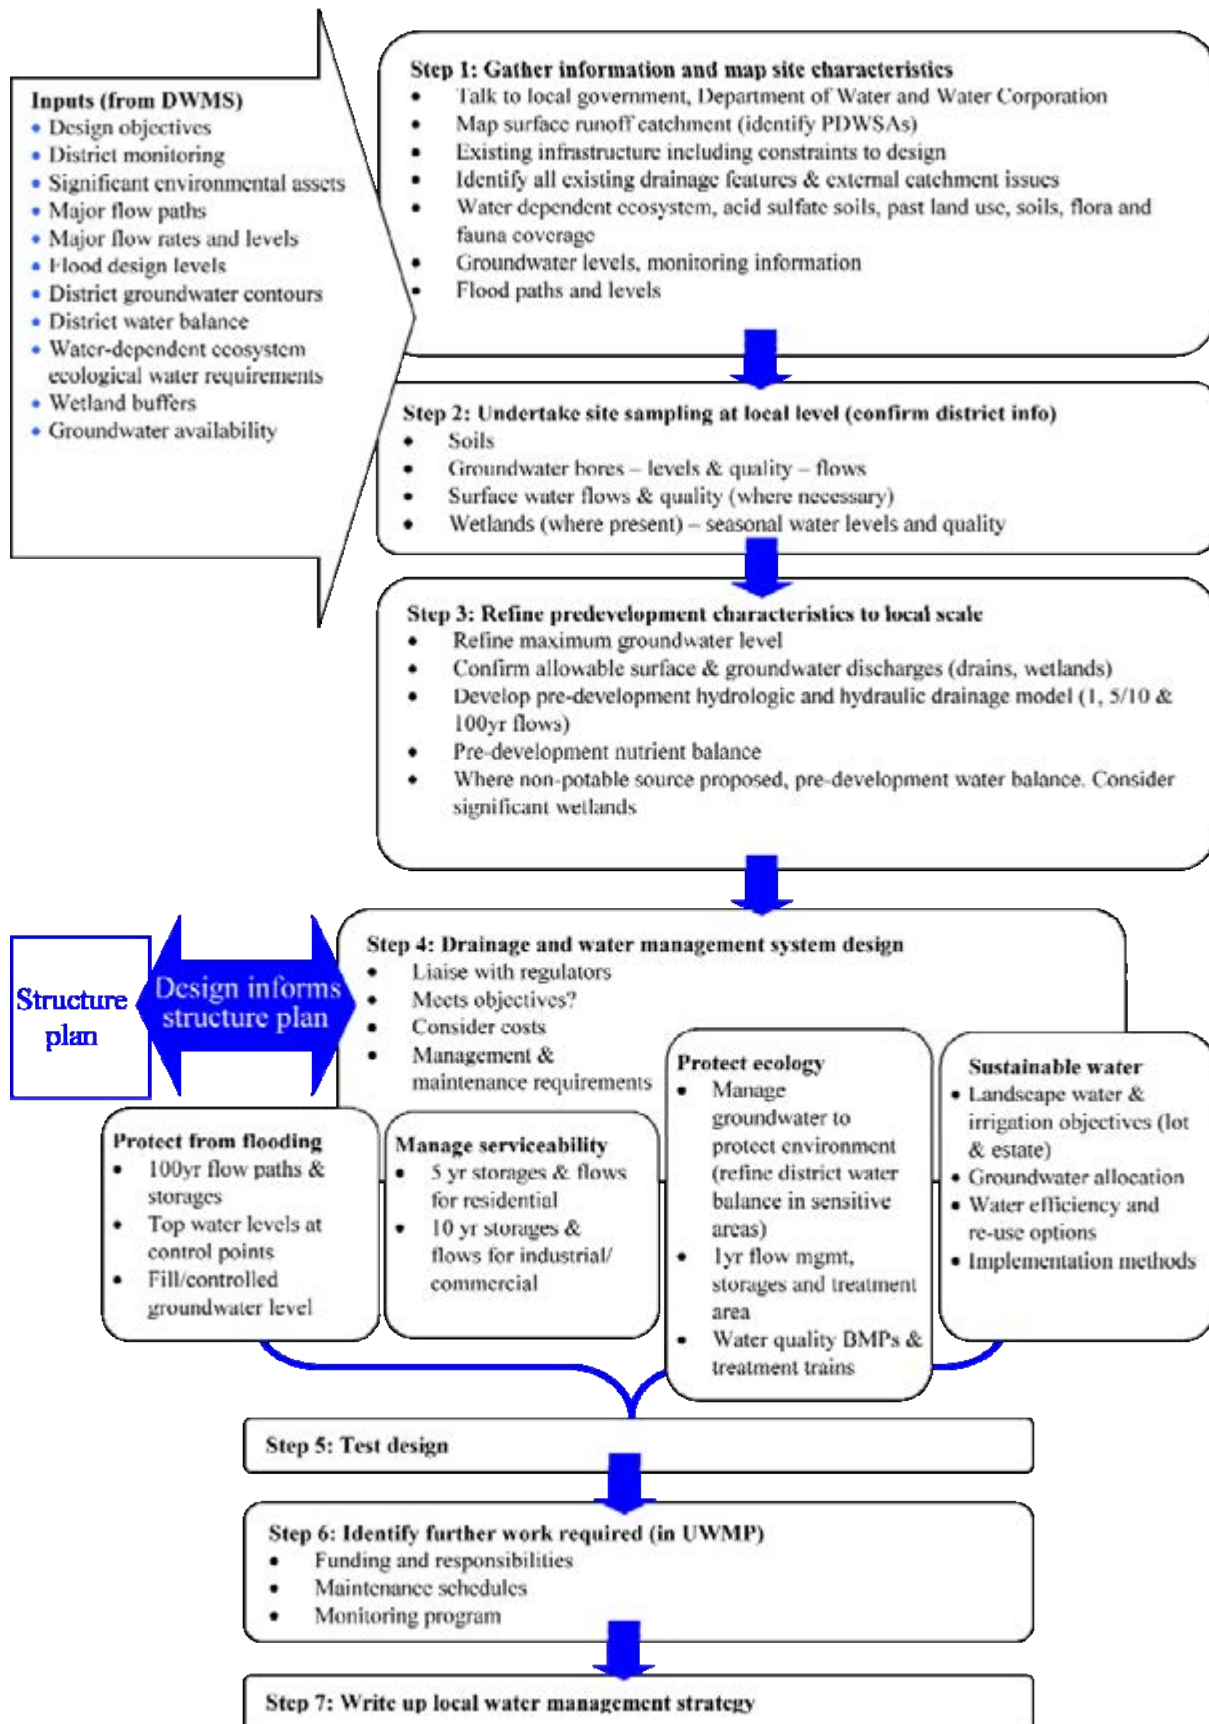 Inputs (from DWMS)
• Design objectives
• District monitoring
• Significant environmental assets
• Major flow paths
• Major flow rates and levels
• Flood design levels
• District groundwater contours
• District water balance
• Water-dependent ecosystem
ecological water requirements
• Wetland buffers
• Groundwater availability
Step 1: Gather information and map site characteristics
• Talk to local government, Department of Water and Water Corporation
• Map surface runoff catchment (identify PDWSAs)
• Existing infrastructure including constraints to design
• Identify all existing drainage features & external catchment issues
• Water dependent ecosystem, acid sulfate soils, past land use, soils, flora and
fauna coverage
• Groundwater levels, monitoring information
• Flood paths and levels
Step 2: Undertake site sampling at local level (confirm district info)
• Soils
• Groundwater bores – levels & quality – flows
• Surface water flows & quality (where necessary)
• Wetlands (where present) – seasonal water levels and quality
Step 3: Refine predevelopment characteristics to local scale
• Refine maximum groundwater level
• Confirm allowable surface & groundwater discharges (drains, wetlands)
• Develop pre-development hydrologic and hydraulic drainage model (1, 5/10 &
100yr flows)
• Pre-development nutrient balance
• Where non-potable source proposed, pre-development water balance. Consider
significant wetlands
Structure
plan
Design informs
structure plan
Step 4: Drainage and water management system design
• Liaise with regulators
• Meets objectives?
• Consider costs
• Management &
maintenance requirements
Protect from flooding
• 100yr flow paths &
storages
• Top water levels at
control points
• Fill/controlled
groundwater level
Manage serviceability
• 5 yr storages & flows
for residential
• 10 yr storages &
flows for industrial/
commercial
Protect ecology
• Manage
groundwater to
protect environment
(refine district water
balance in sensitive
areas)
• 1yr flow mgmt,
storages and treatment
area
• Water quality BMPs &
treatment trains
Sustainable water
• Landscape water &
irrigation objectives (lot
& estate)
• Groundwater allocation
• Water efficiency and
re-use options
• Implementation methods
Step 5: Test design
Step 6: Identify further work required (in UWMP)
• Funding and responsibilities
• Maintenance schedules
• Monitoring program
Step 7: Write up local water management strategy